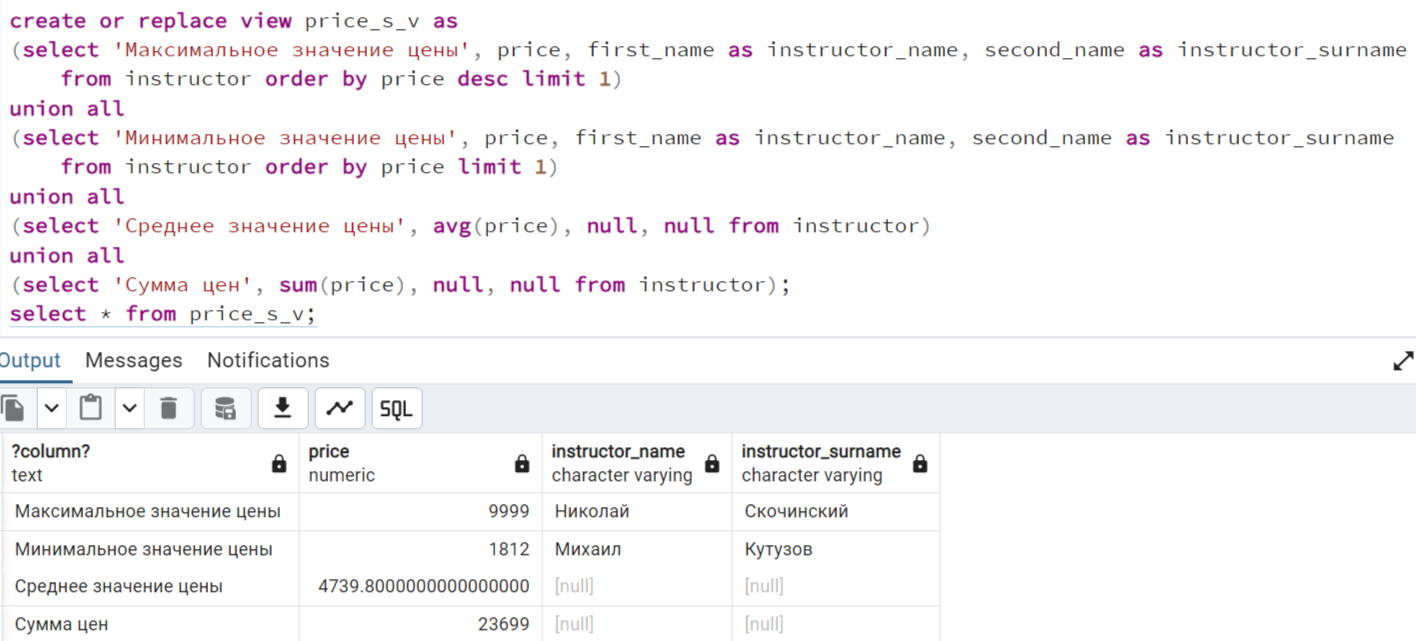 create or replace view price_s_v as
(select 'Максимальное значение цены', price, first_name as instructor_name, second_name as instructor_surname
from instructor order by price desc limit 1)
union all
(select 'Минимальное значение цены', price, first_name as instructor_name, second_name as instructor_surname
from instructor order by price limit 1)
union all
(select 'Среднее значение цены', avg(price), null, null from instructor)
union all
(select 'Сумма цен', sum(price), null, null from instructor);
select * from price_s_v;
Output Messages Notifications
SQL
?column? price instructor_name instructor_surname
text numeric character varying character varying
Максимальное значение цены 9999 Николай Скочинский
Минимальное значение цены 1812 Михаил Кутузов
Среднее значение цены 4739.8000000000000000 [null] [null]
Сумма цен 23699 [null] [null]